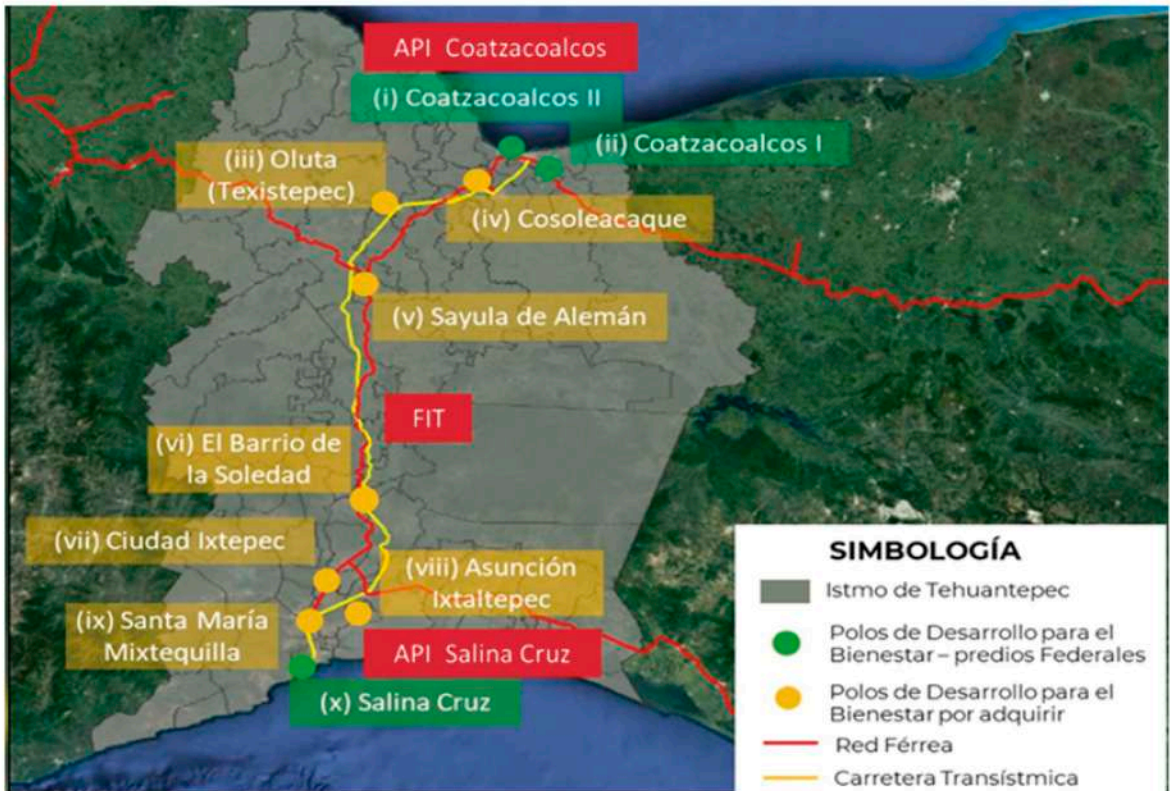 API Coatzacoalcos
(i) Coatzacoalcos II
(ii) Coatzacoalcos I
(iii) Oluta
(Texistepec)
(iv) Cosoleacaque
(v) Sayula de Alemán
FIT
(vi) El Barrio de
la Soledad
(vii) Ciudad Ixtepec
(viii) Asunción
Ixtaltepec
(ix) Santa María
Mixtequilla
API Salina Cruz
(x) Salina Cruz
SIMBOLOGÍA
Istmo de Tehuantepec
Polos de Desarrollo para el
Bienestar – predios Federales
Polos de Desarrollo para el
Bienestar por adquirir
Red Férrea
Carretera Transístmica